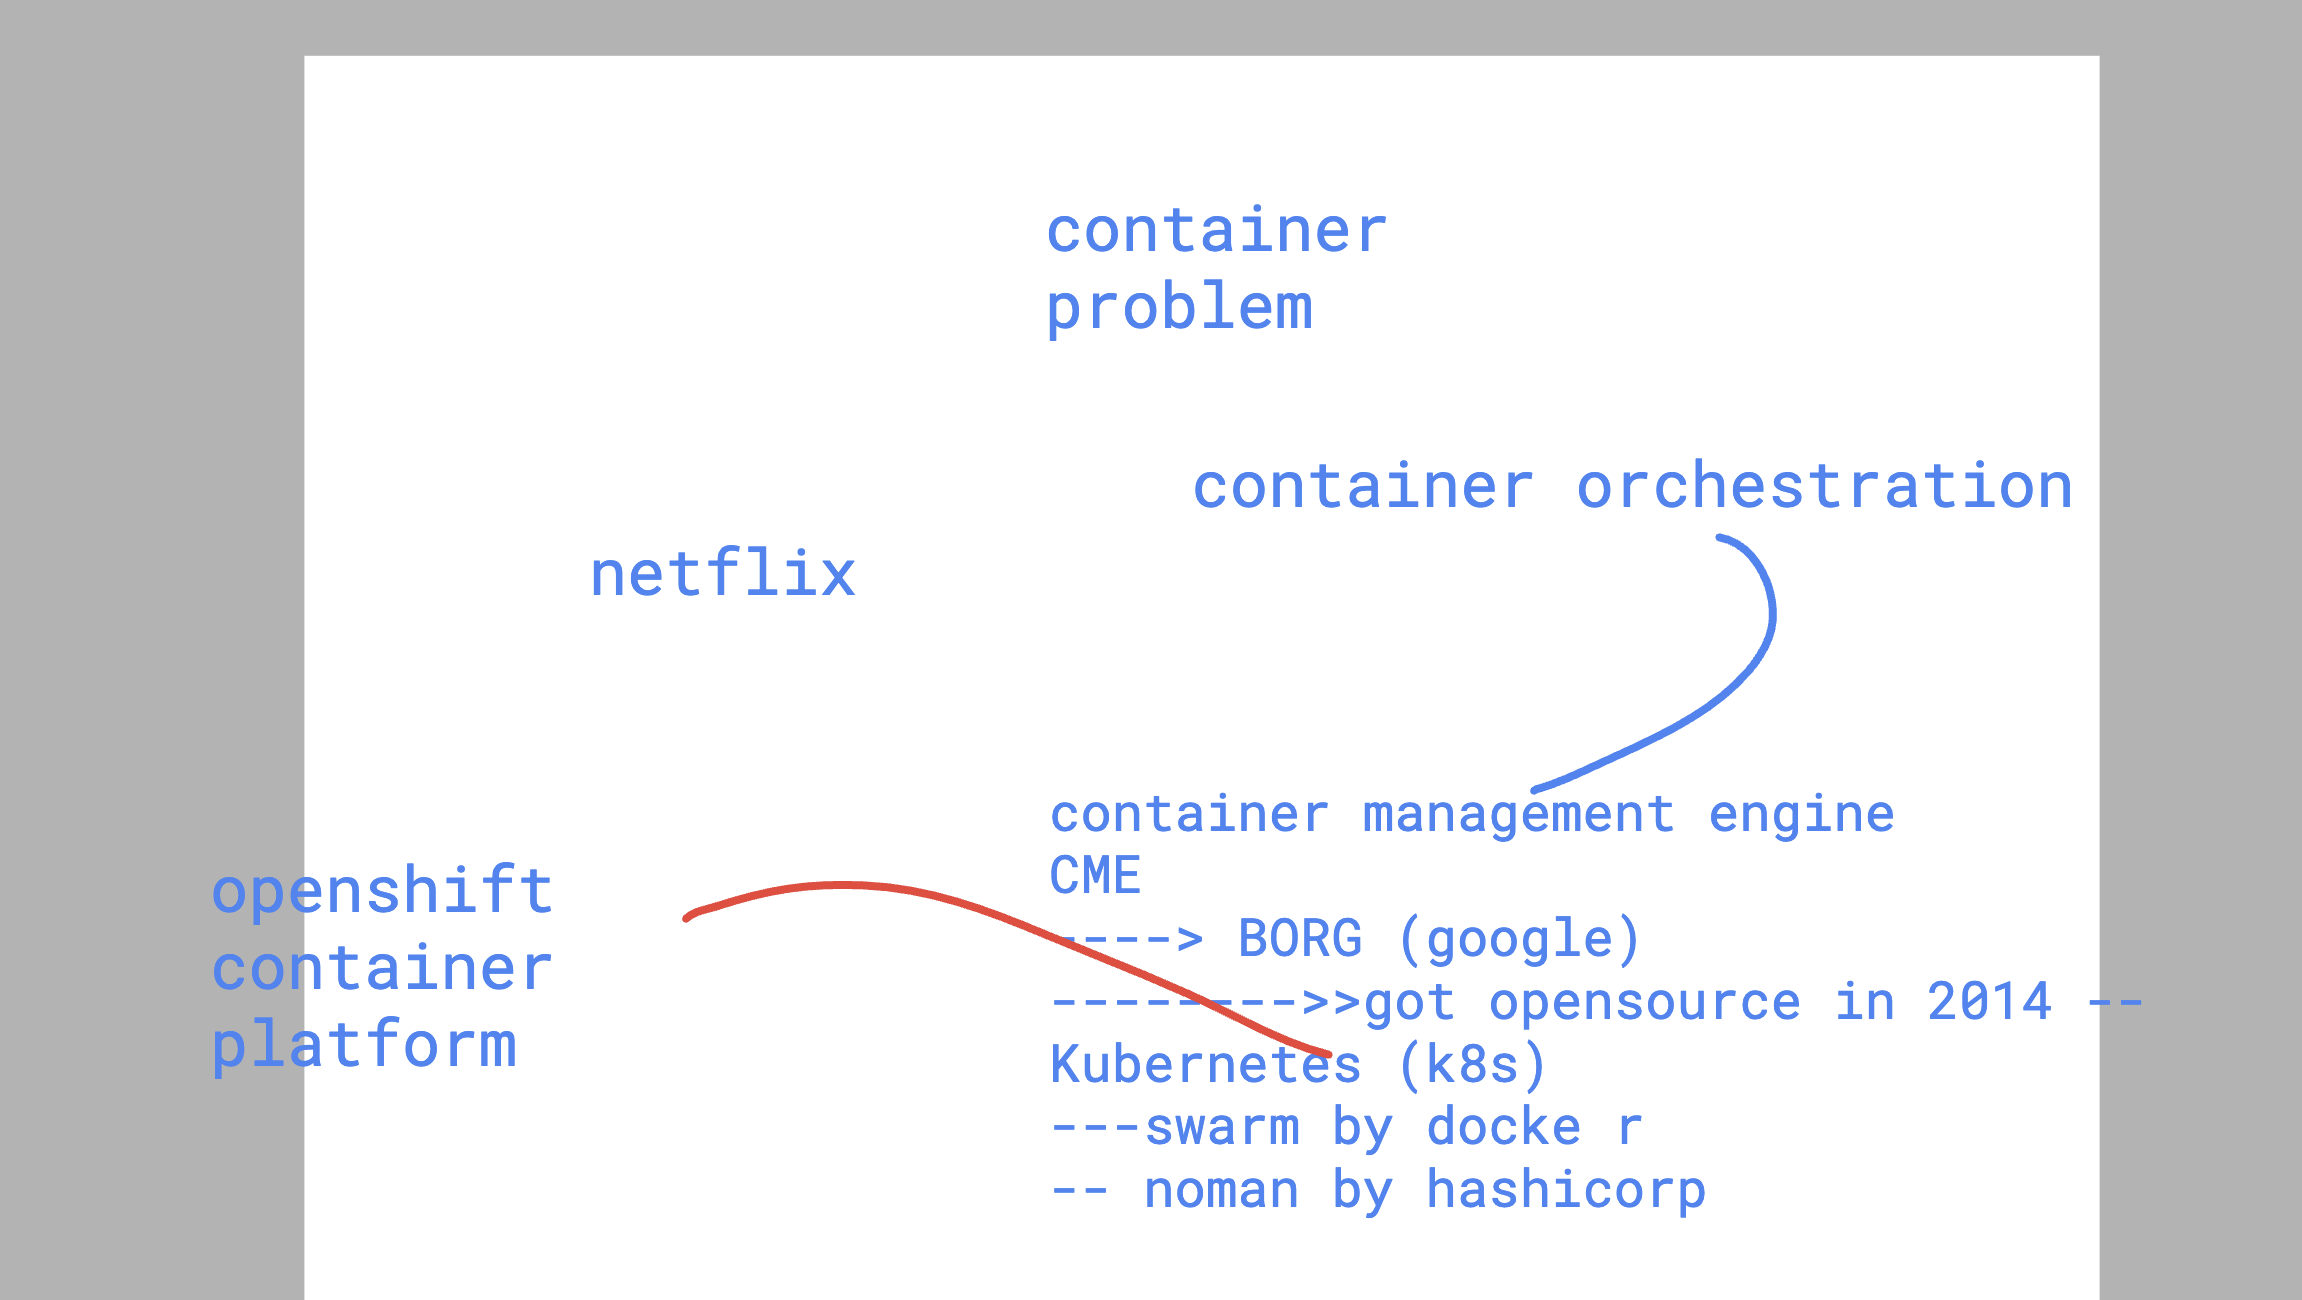 container
problem
container orchestration
netflix
container management engine
CME
----> BORG (google)
-------->>got opensource in 2014 --
Kubernetes (k8s)
---swarm by docke r
-- noman by hashicorp
openshift
container
platform